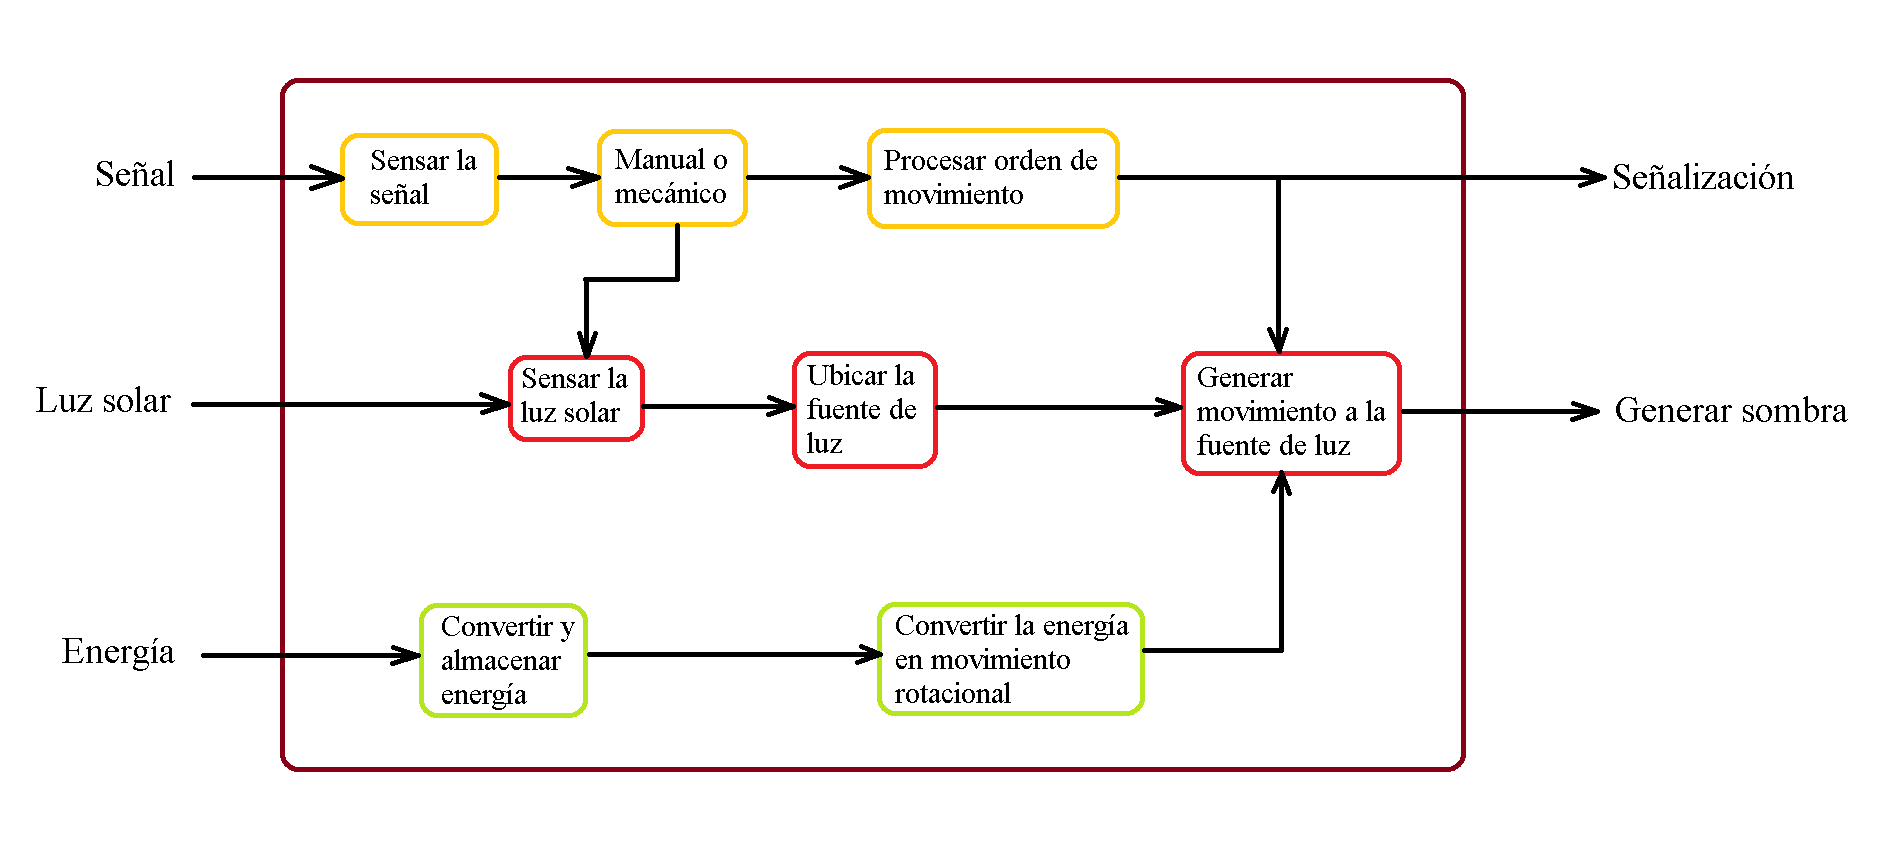 Señal
Sensar la
señal
Manual o
mecánico
Procesar orden de
movimiento
Señalización
Luz solar
Sensar la
luz solar
Ubicar la
fuente de
luz
Generar
movimiento a la
fuente de luz
Generar sombra
Energía
Convertir y
almacenar
energía
Convertir la energía
en movimiento
rotacional